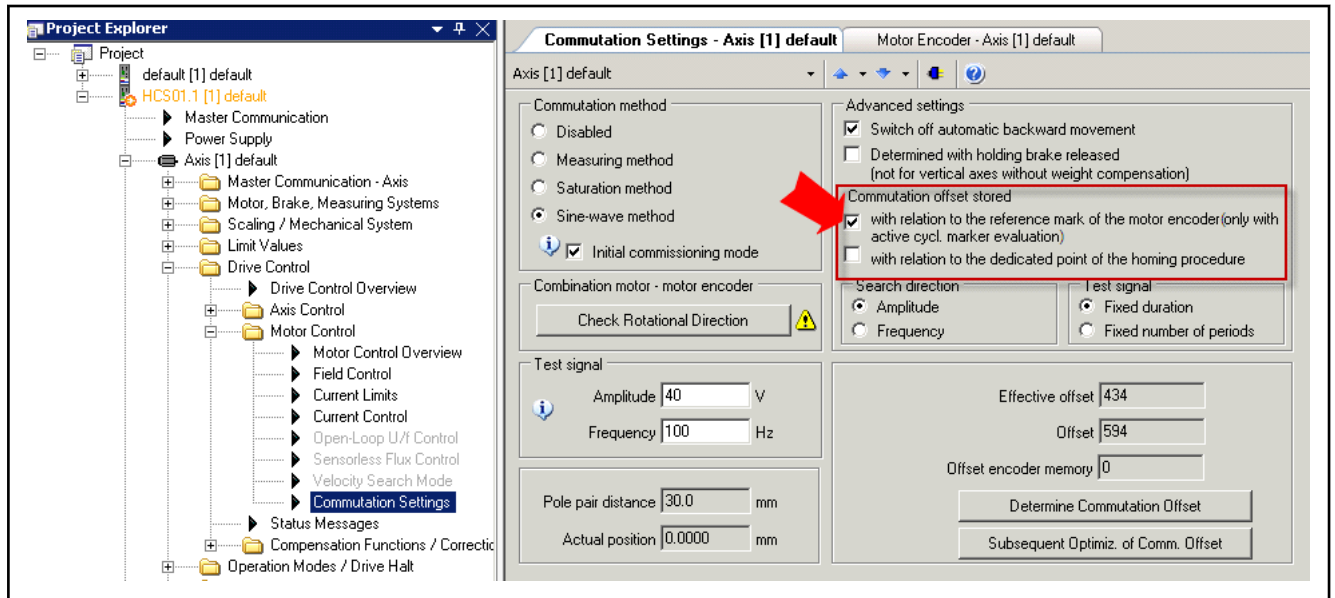 Project Explorer
Project
default [1] default
HCS01.1 [1] default
Master Communication
Power Supply
Axis [1] default
Master Communication - Axis
Motor, Brake, Measuring Systems
Scaling / Mechanical System
Limit Values
Drive Control
Drive Control Overview
Axis Control
Motor Control
Motor Control Overview
Field Control
Current Limits
Current Control
Open-Loop U/f Control
Sensorless Flux Control
Velocity Search Mode
Commutation Settings
Status Messages
Compensation Functions / Correctic
Operation Modes / Drive Halt
Commutation Settings - Axis [1] default
Motor Encoder - Axis [1] default
Axis [1] default
Commutation method
Disabled
Measuring method
Saturation method
Sine-wave method
Initial commissioning mode
Combination motor - motor encoder
Check Rotational Direction
Test signal
Amplitude 40 V
Frequency 100 Hz
Pole pair distance 30.0 mm
Actual position 0.0000 mm
Advanced settings
Switch off automatic backward movement
Determined with holding brake released
(not for vertical axes without weight compensation)
Commutation offset stored
with relation to the reference mark of the motor encoder(only with
active cycl. marker evaluation)
with relation to the dedicated point of the homing procedure
Search direction
Amplitude
Frequency
Test signal
Fixed duration
Fixed number of periods
Effective offset 434
Offset 594
Offset encoder memory 0
Determine Commutation Offset
Subsequent Optimiz. of Comm. Offset